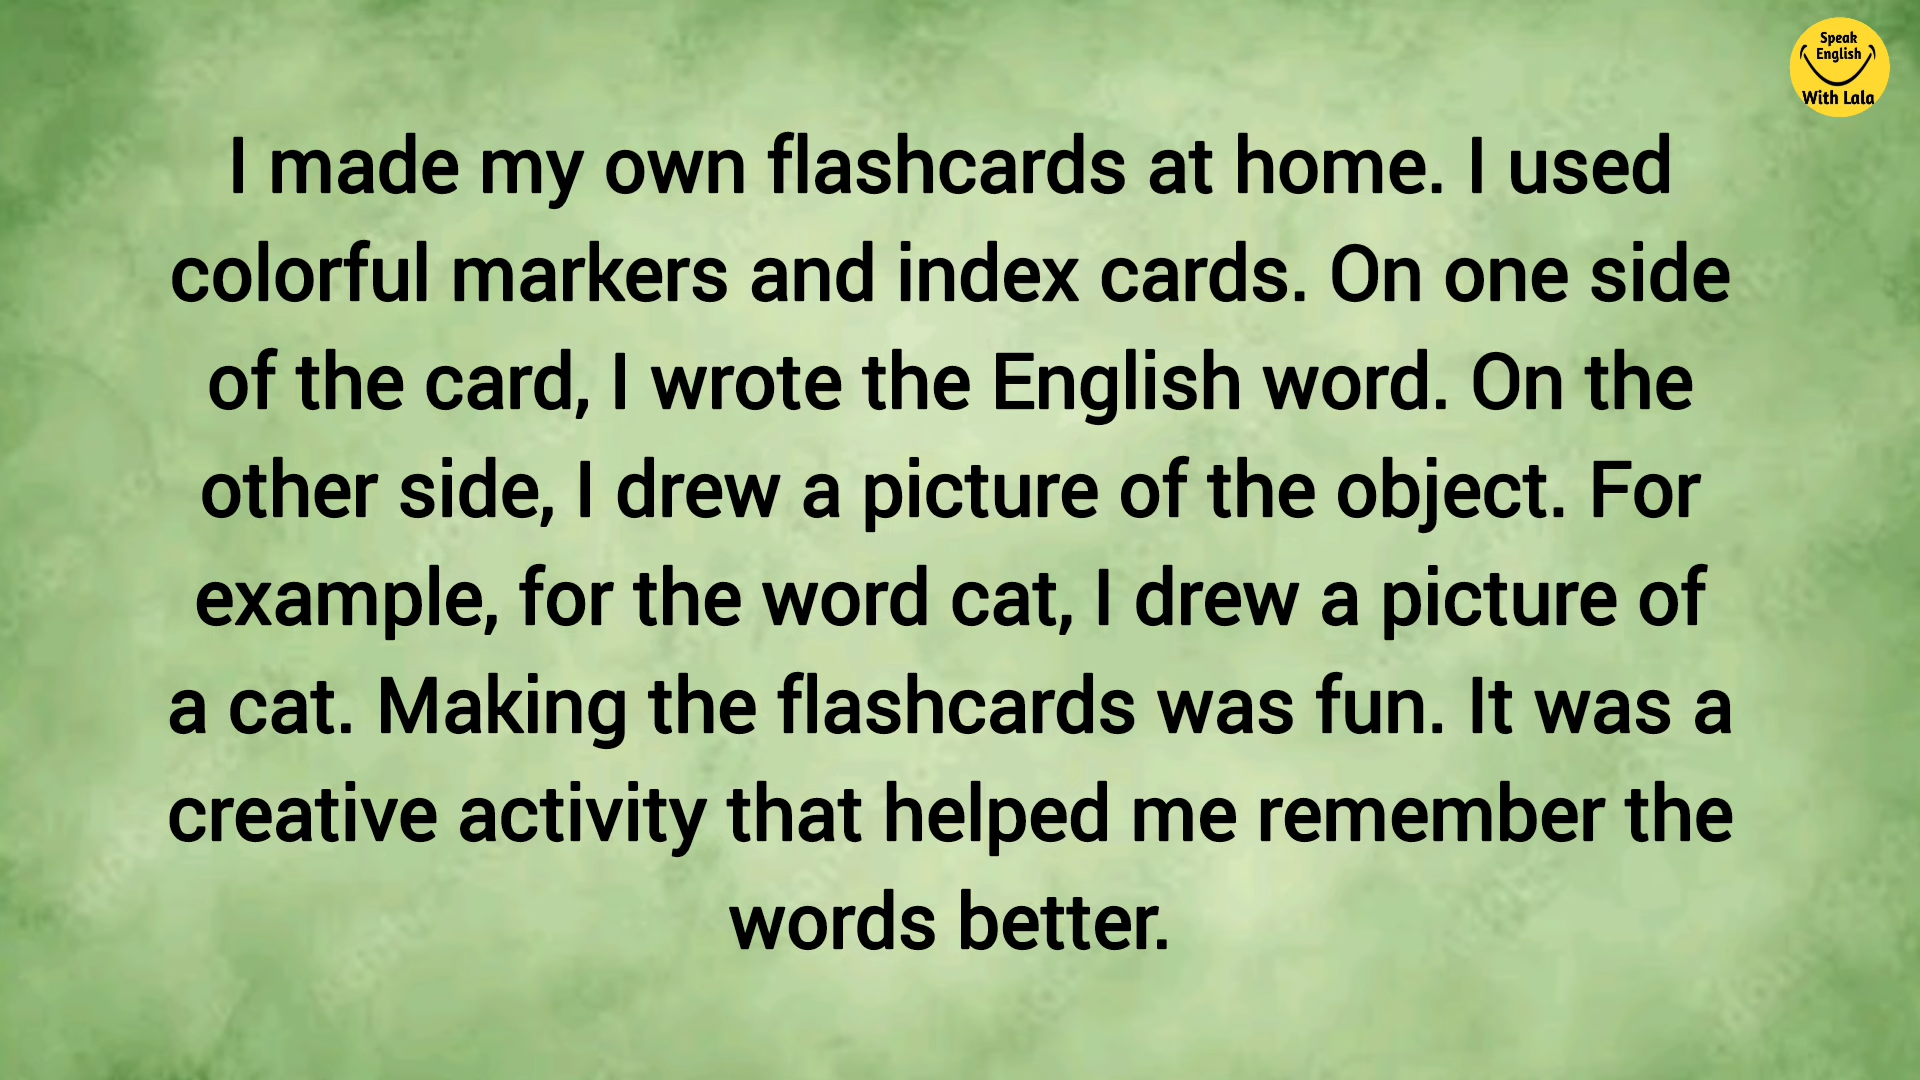 Speak
English
With Lala
I made my own flashcards at home. I used
colorful markers and index cards. On one side
of the card, I wrote the English word. On the
other side, I drew a picture of the object. For
example, for the word cat, I drew a picture of
a cat. Making the flashcards was fun. It was a
creative activity that helped me remember the
words better.